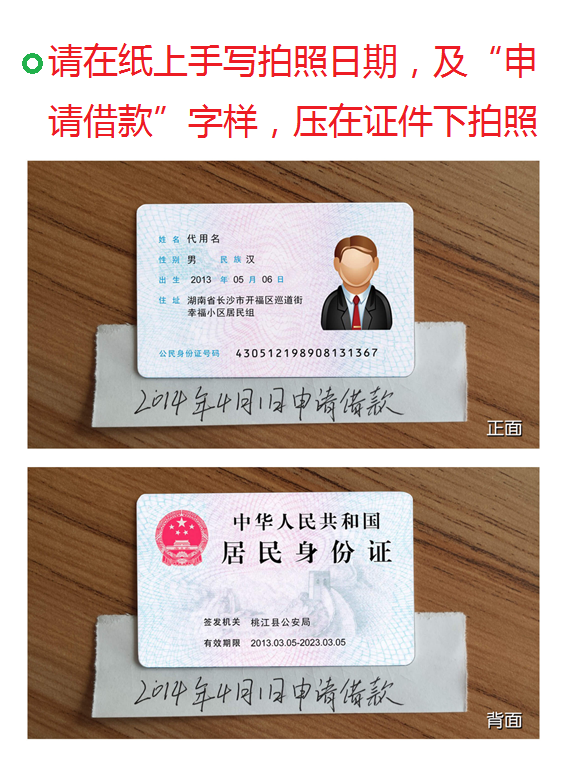 请在纸上手写拍照日期，及“申
请借款”字样，压在证件下拍照
姓名 代用名
性别 男 民族 汉
出生 2013 年 05 月 06 日
住址 湖南省长沙市开福区巡道街
幸福小区居民组
公民身份证号码 430512198908131367
2014年4月1日申请借款
正面
中华人民共和国
居民身份证
签发机关 桃江县公安局
有效期限 2013.03.05-2023.03.05
2014年4月1日申请借款
背面